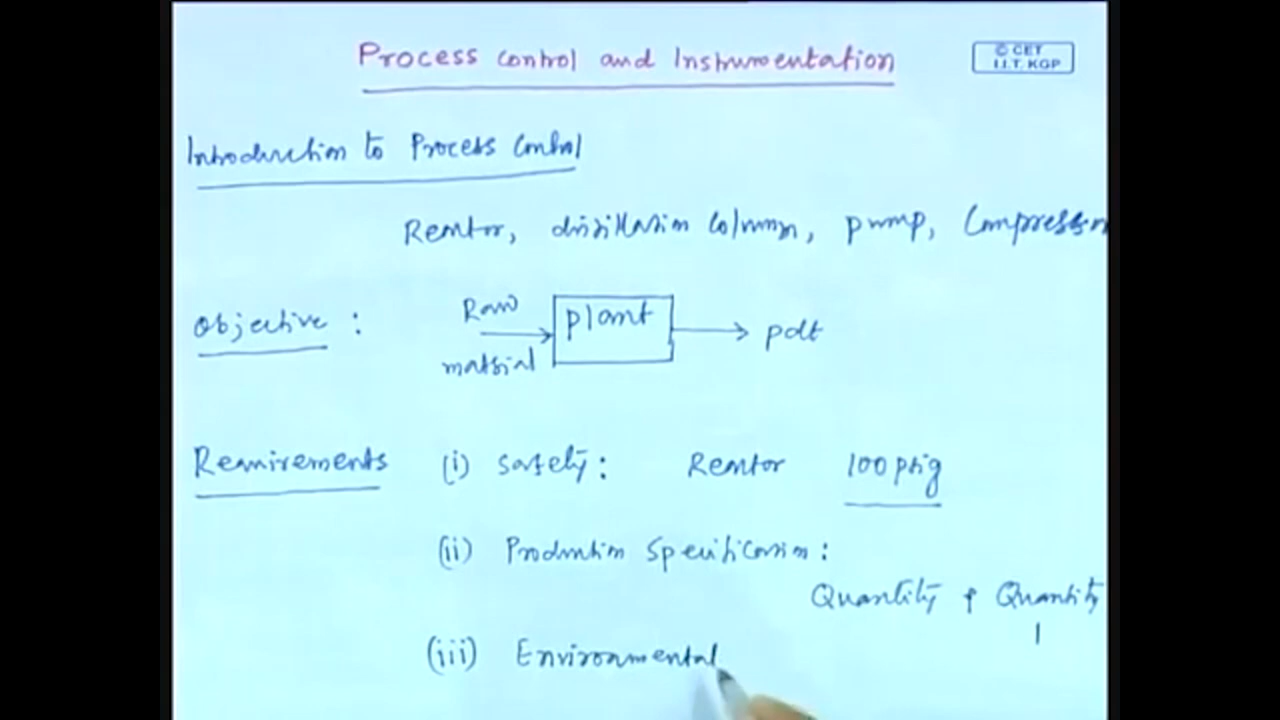 Process Control and Instrumentation
© CET
I.I.T. KGP
Introduction to Process Control
Reactor, distillation column, pump, Compressor
Objective :
Raw
material
plant
pdt
Requirements
(i) Safety : Reactor 100 psig
(ii) Production Specification :
Quantity & Quantity
(iii) Environmental